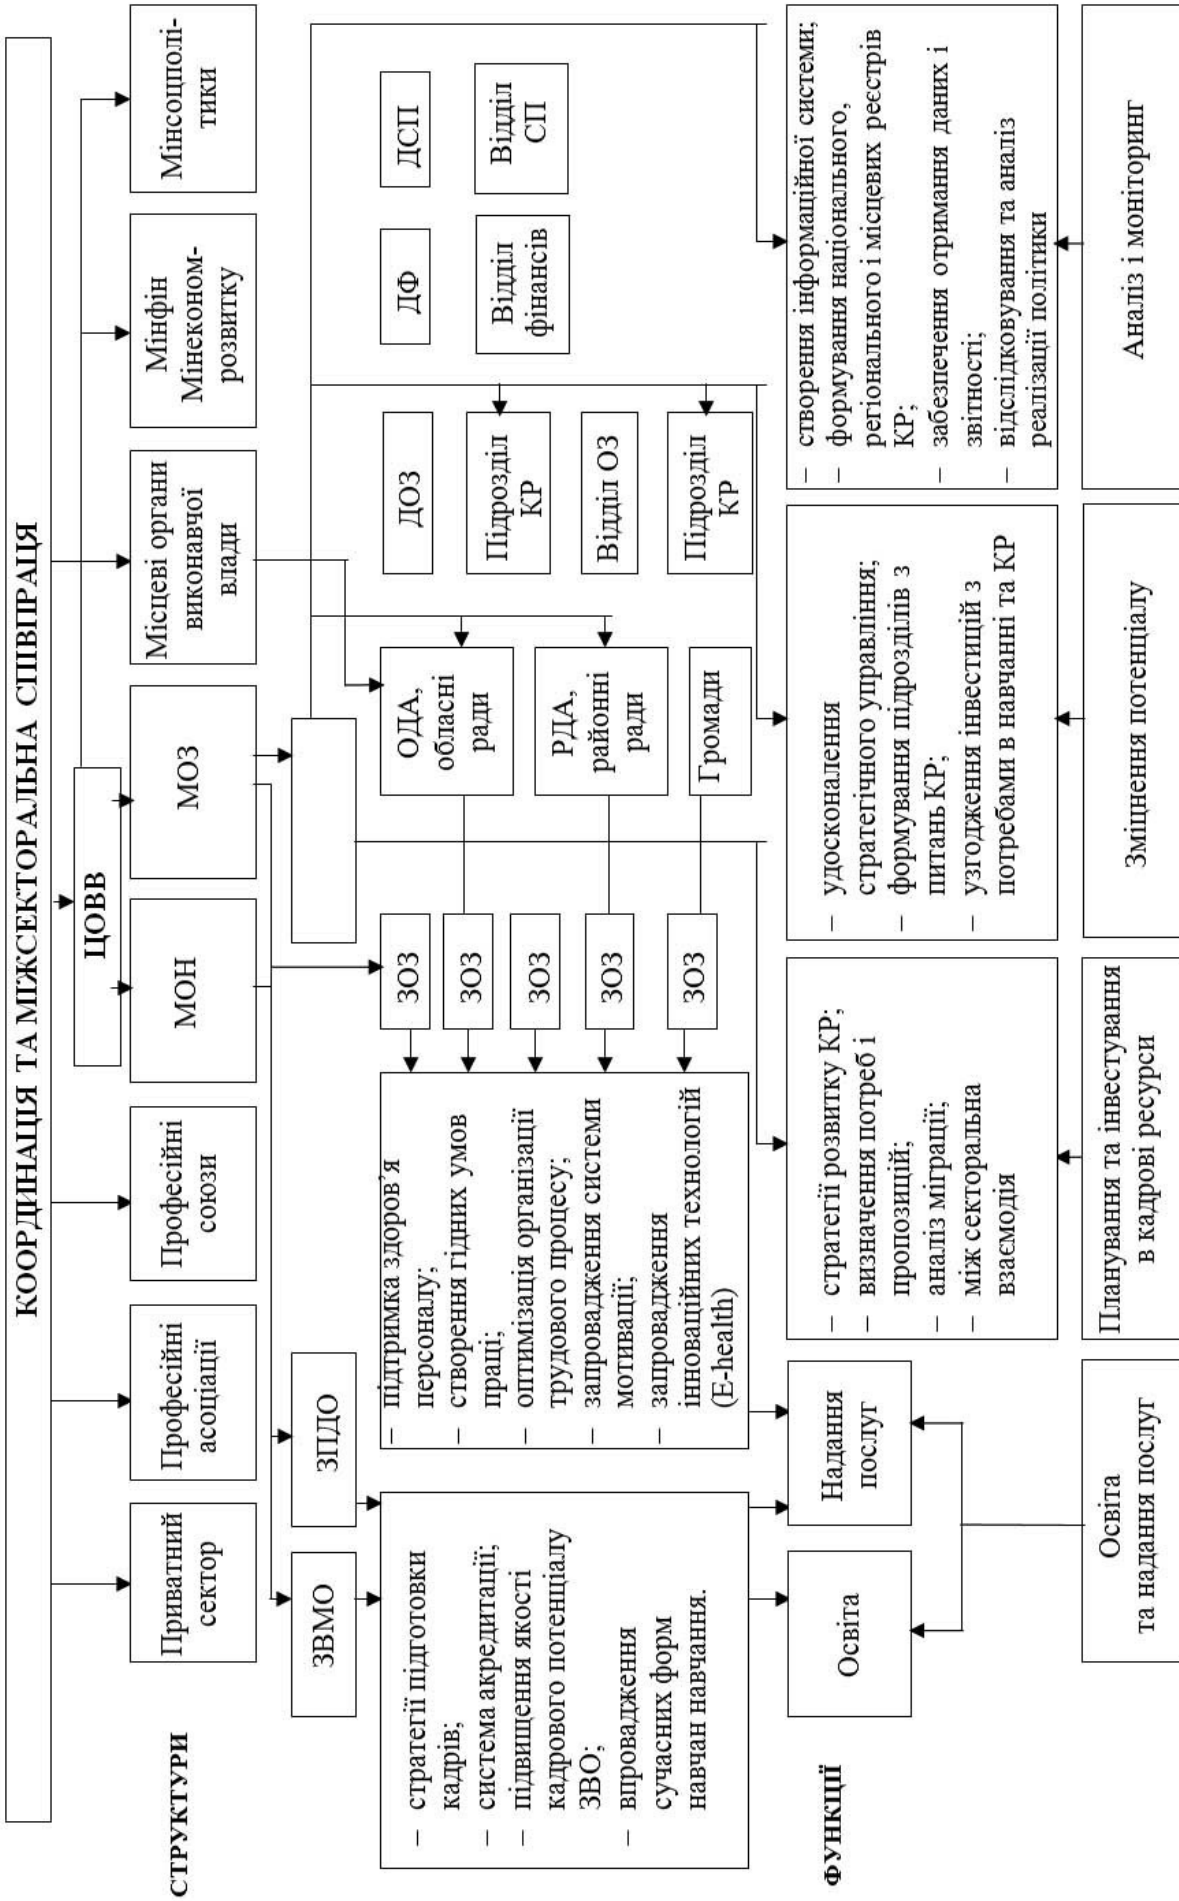 КООРДИНАЦІЯ ТА МІЖСЕКТОРАЛЬНА СПІВПРАЦЯ
ЦОВВ
СТРУКТУРИ
Приватний
сектор
Професійні
асоціації
Професійні
союзи
МОН
МОЗ
Місцеві органи
виконавчої
влади
Мінфін
Мінеконом-
розвитку
Мінсоцполі-
тики
ЗВМО
ЗПДО
– стратегії підготовки
кадрів;
– система акредитації;
– підвищення якості
кадрового потенціалу
ЗВО;
– впровадження
сучасних форм
навчан навчання.
– підтримка здоров’я
персоналу;
– створення гідних умов
праці;
– оптимізація організації
трудового процесу;
– запровадження системи
мотивації;
– запровадження
інноваційних технологій
(E-health)
ЗОЗ
ЗОЗ
ЗОЗ
ЗОЗ
ЗОЗ
ОДА,
обласні
ради
РДА,
районні
ради
Громади
ДОЗ
Підрозділ
КР
Відділ ОЗ
Підрозділ
КР
ДФ
Відділ
фінансів
ДСП
Відділ
СП
ФУНКЦІЇ
Освіта
Надання
послуг
– стратегії розвитку КР;
– визначення потреб і
пропозицій;
– аналіз міграції;
– між секторальна
взаємодія
– удосконалення
стратегічного управління;
– формування підрозділів з
питань КР;
– узгодження інвестицій з
потребами в навчанні та КР
– створення інформаційної системи;
– формування національного,
регіонального і місцевих реєстрів
КР;
– забезпечення отримання даних і
звітності;
– відслідковування та аналіз
реалізації політики
Освіта
та надання послуг
Планування та інвестування
в кадрові ресурси
Зміцнення потенціалу
Аналіз і моніторинг